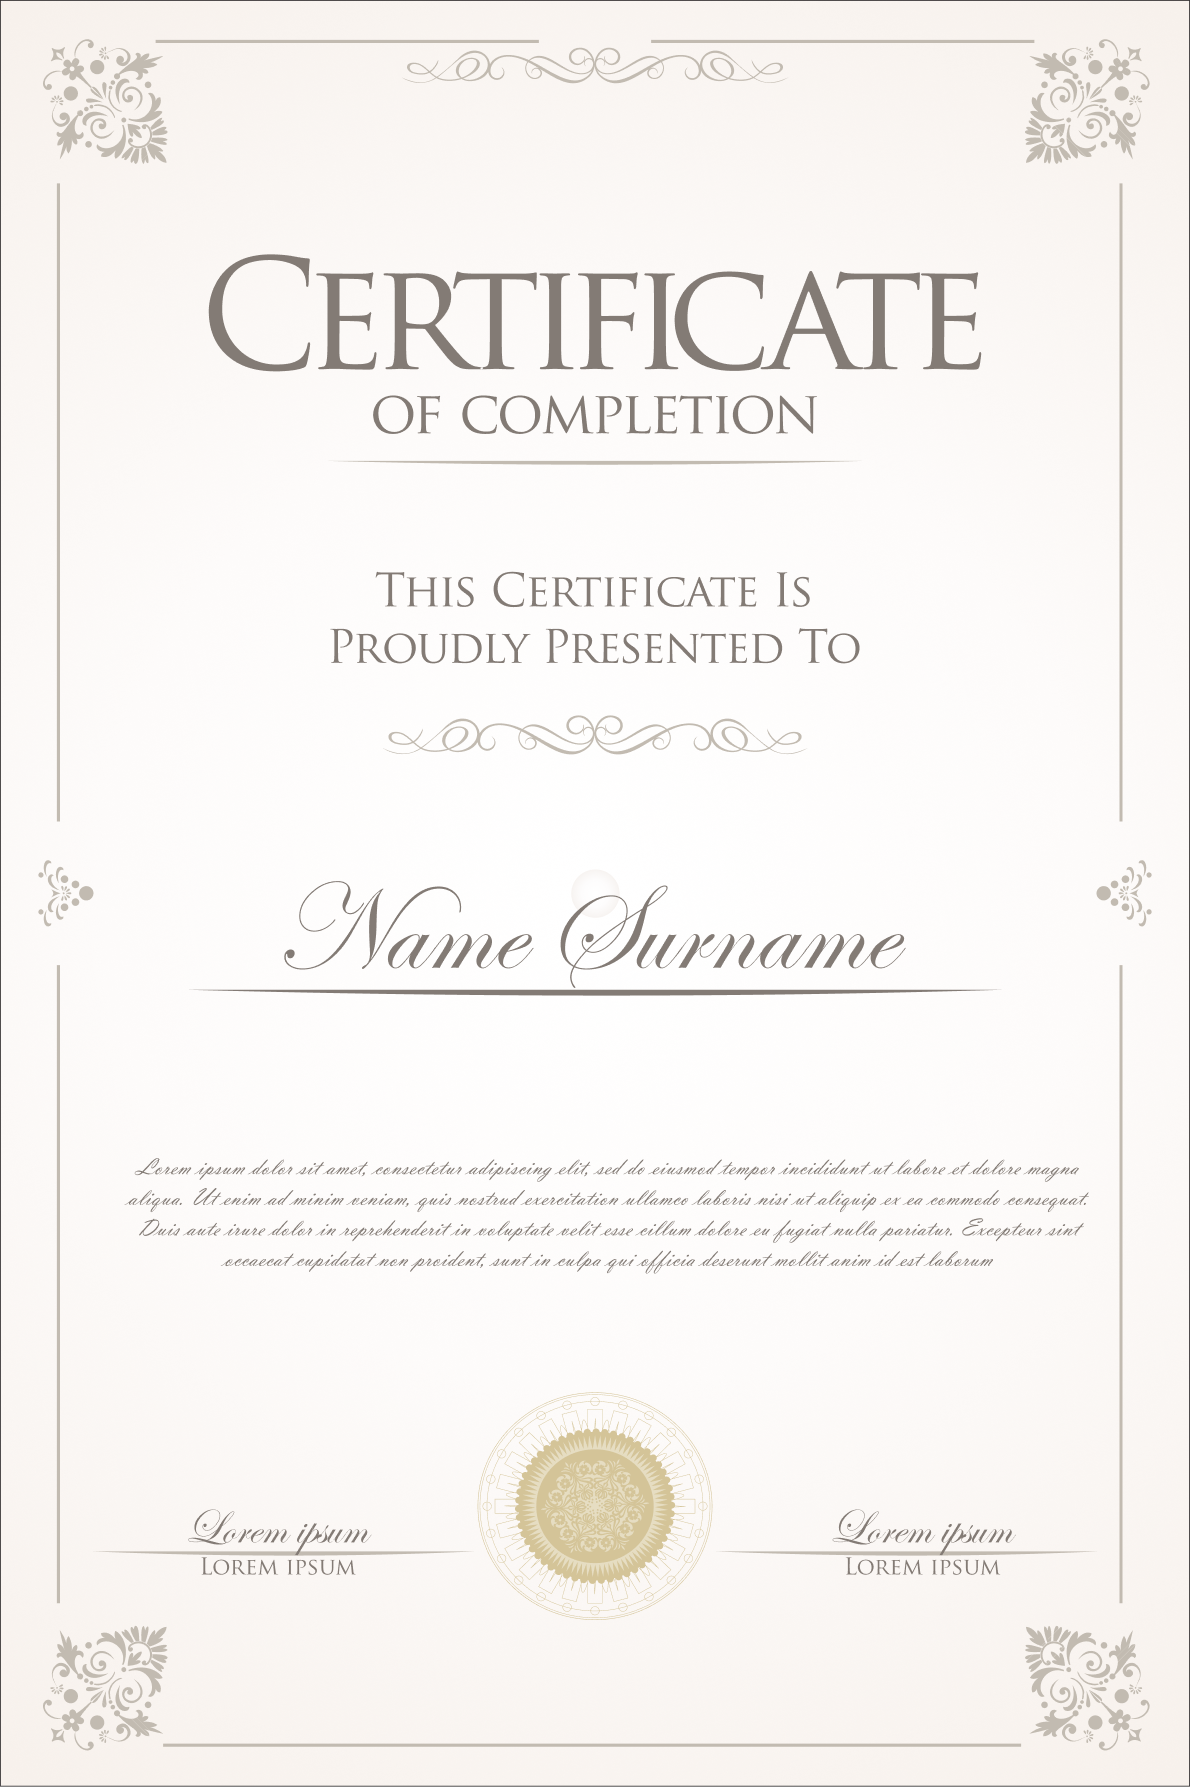 CERTIFICATE
OF COMPLETION
THIS CERTIFICATE IS
PROUDLY PRESENTED TO
Name Surname
Lorem ipsum dolor sit amet, consectetur adipiscing elit, sed do eiusmod tempor incididunt ut labore et dolore magna
aliqua. Ut enim ad minim veniam, quis nostrud exercitation ullamco laboris nisi ut aliquip ex ea commodo consequat.
Duis aute irure dolor in reprehenderit in voluptate velit esse cillum dolore eu fugiat nulla pariatur. Excepteur sint
occaecat cupidatat non proident, sunt in culpa qui officia deserunt mollit anim id est laborum
Lorem ipsum
LOREM IPSUM
Lorem ipsum
LOREM IPSUM